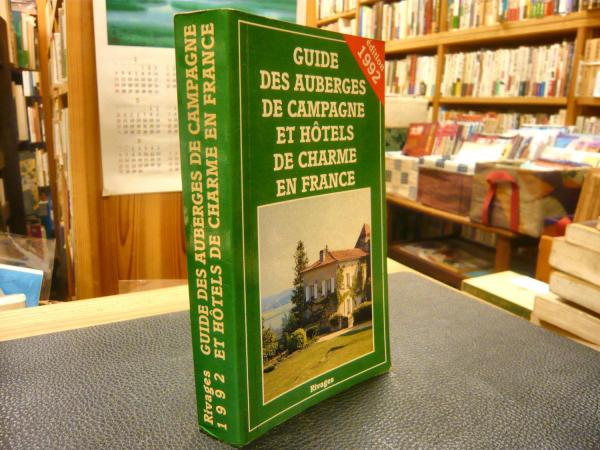 GUIDE
DES AUBERGES
DE CAMPAGNE
ET HÔTELS
DE CHARME
EN FRANCE
édition
1992
Rivages
Rivages GUIDE DES AUBERGES DE CAMPAGNE
1992 ET HÔTELS DE CHARME EN FRANCE